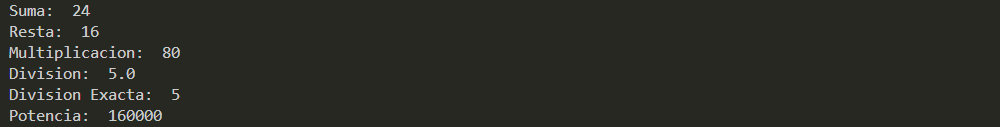 Suma:  24
Resta:  16
Multiplicacion:  80
Division:  5.0
Division Exacta:  5
Potencia:  160000